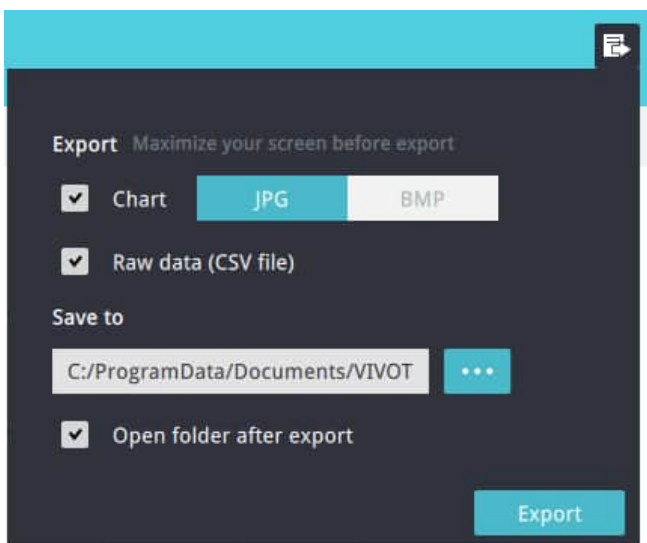 Export Maximize your screen before export
Chart JPG BMP
Raw data (CSV file)
Save to
C:/ProgramData/Documents/VIVOT
Open folder after export
Export